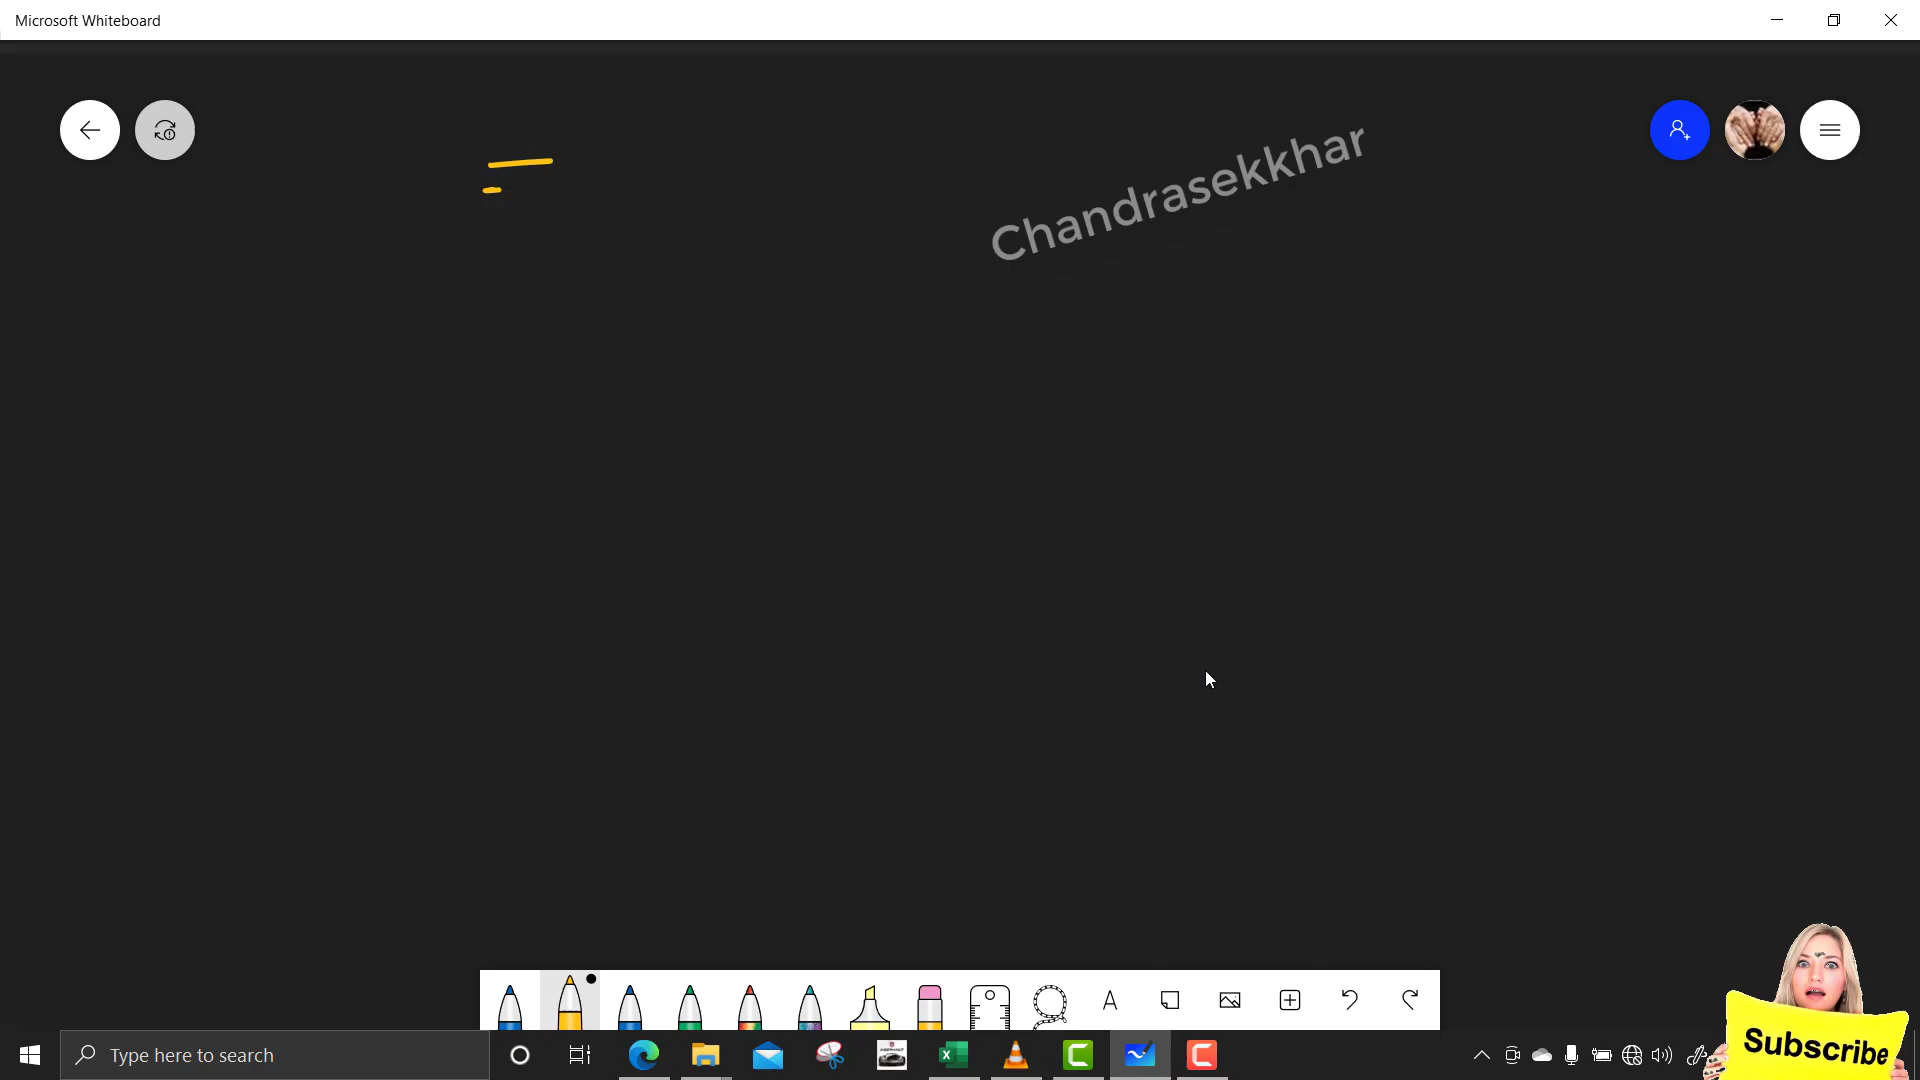 Microsoft Whiteboard
Chandrasekkhar
Type here to search
Subscribe